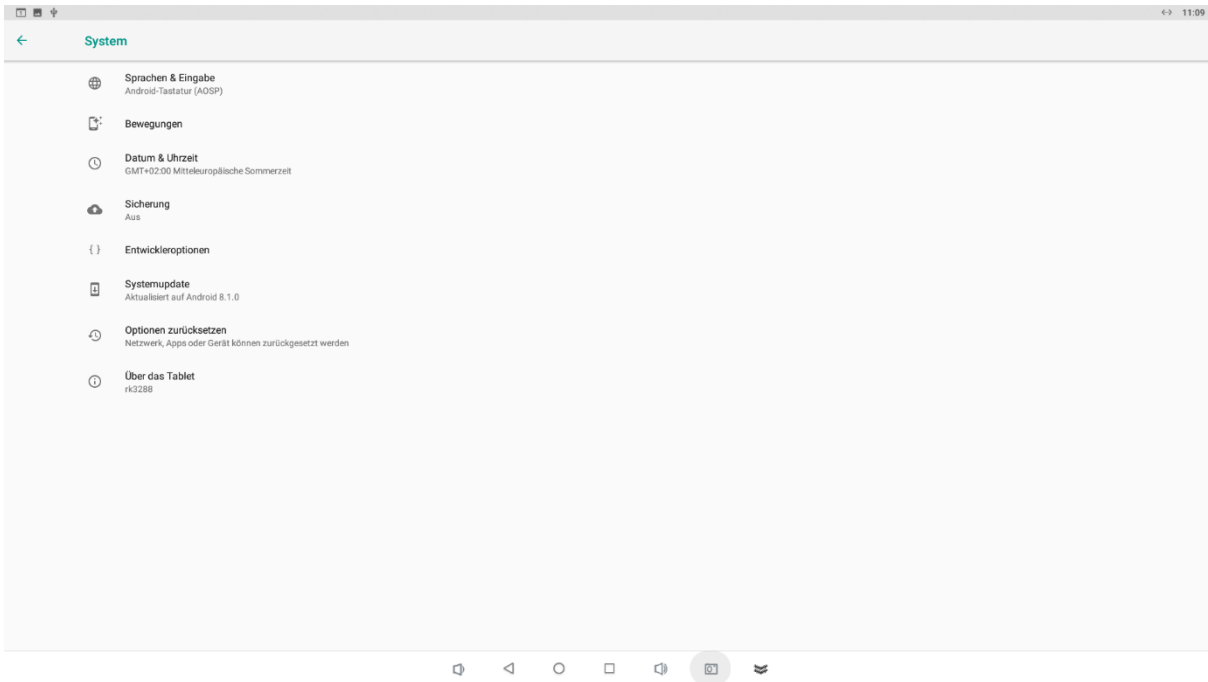 11:09
System
Sprachen & Eingabe
Android-Tastatur (AOSP)
Bewegungen
Datum & Uhrzeit
GMT+02:00 Mitteleuropäische Sommerzeit
Sicherung
Aus
Entwickleroptionen
Systemupdate
Aktualisiert auf Android 8.1.0
Optionen zurücksetzen
Netzwerk, Apps oder Gerät können zurückgesetzt werden
Über das Tablet
rk3288